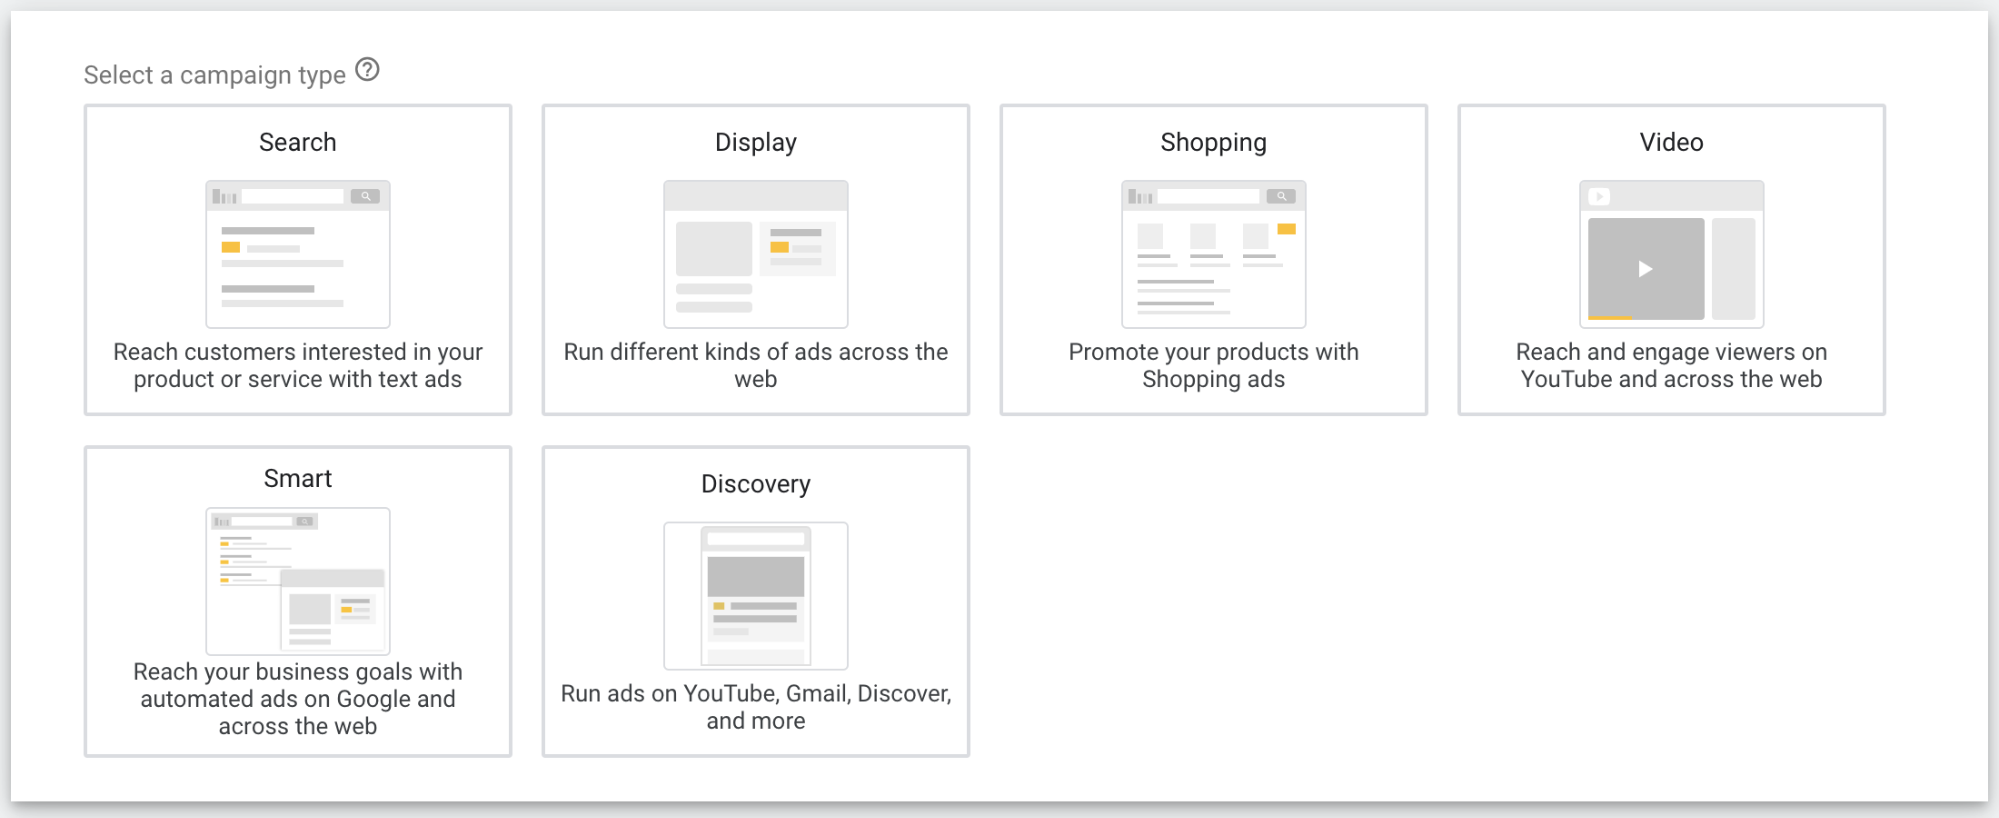 Select a campaign type
Search
Reach customers interested in your
product or service with text ads
Display
Run different kinds of ads across the
web
Shopping
Promote your products with
Shopping ads
Video
Reach and engage viewers on
YouTube and across the web
Smart
Reach your business goals with
automated ads on Google and
across the web
Discovery
Run ads on YouTube, Gmail, Discover,
and more